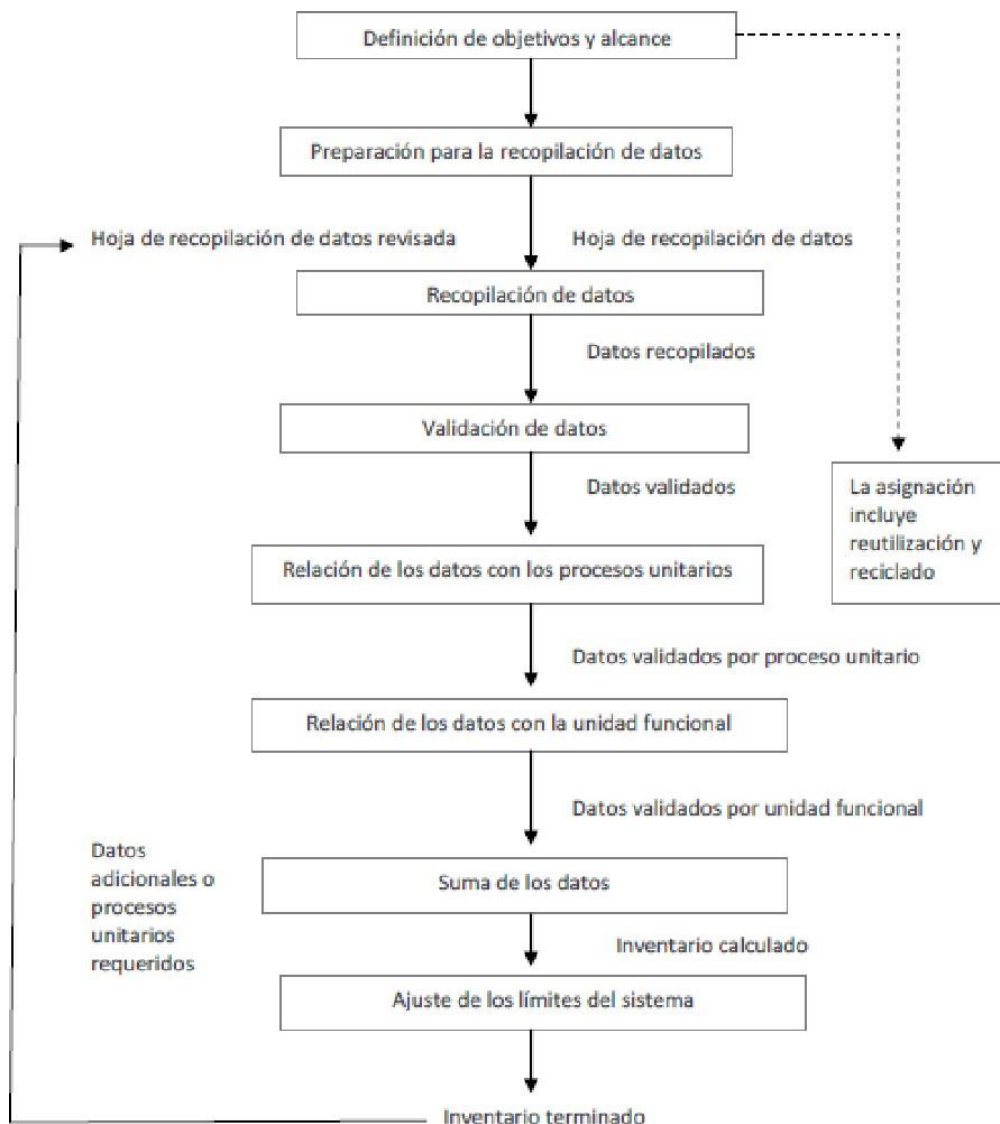 Definición de objetivos y alcance
Preparación para la recopilación de datos
Hoja de recopilación de datos revisada
Hoja de recopilación de datos
Recopilación de datos
Datos recopilados
Validación de datos
Datos validados
La asignación
incluye
reutilización y
reciclado
Relación de los datos con los procesos unitarios
Datos validados por proceso unitario
Relación de los datos con la unidad funcional
Datos validados por unidad funcional
Datos
adicionales o
procesos
unitarios
requeridos
Suma de los datos
Inventario calculado
Ajuste de los límites del sistema
Inventario terminado